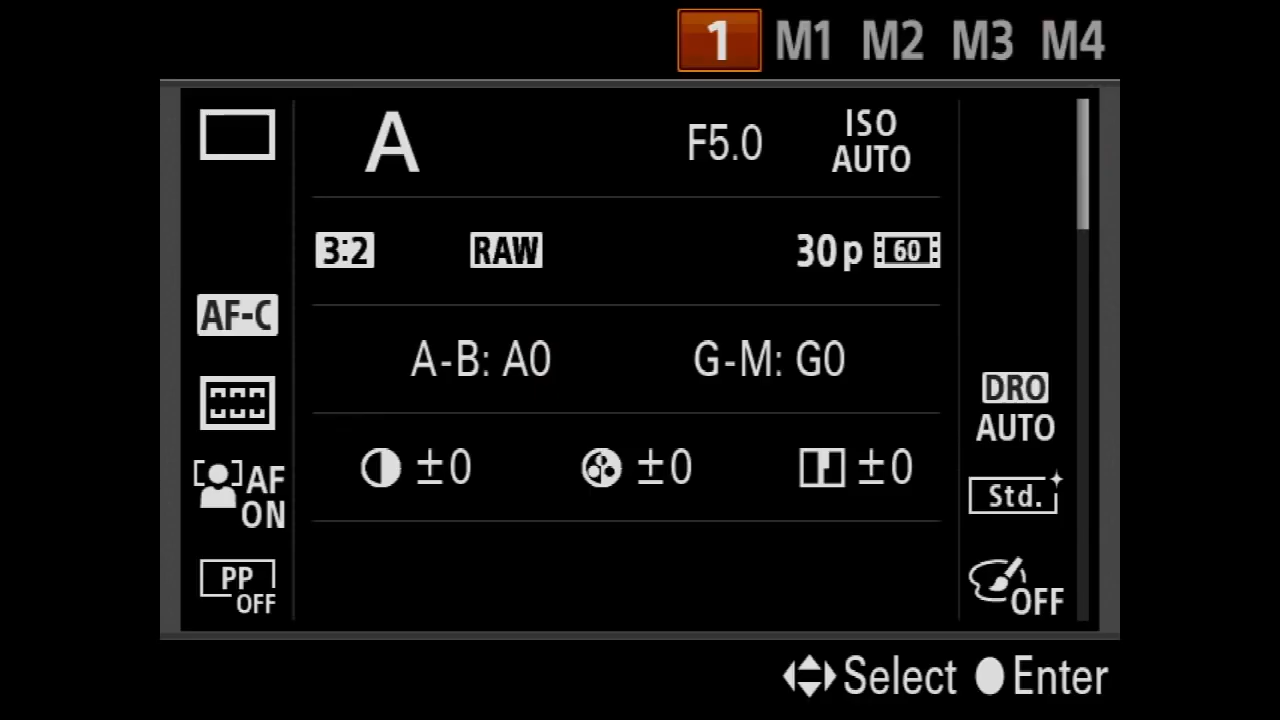 1 M1 M2 M3 M4
A F5.0 ISO AUTO
3:2 RAW 30p 60
AF-C
A-B: A0 G-M: G0
DRO AUTO
±0 ±0 ±0
AF ON
Std.
PP OFF
OFF
Select Enter